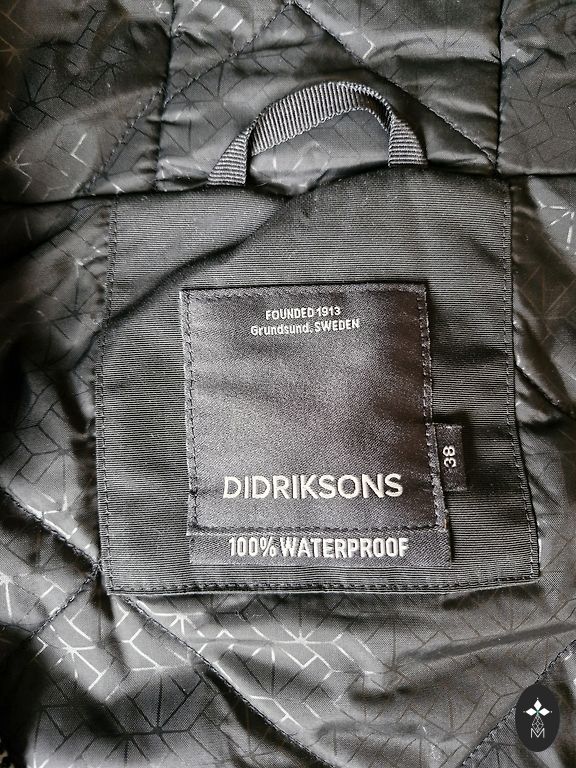 FOUNDED 1913
Grundsund. SWEDEN
DIDRIKSONS
38
100% WATERPROOF
M